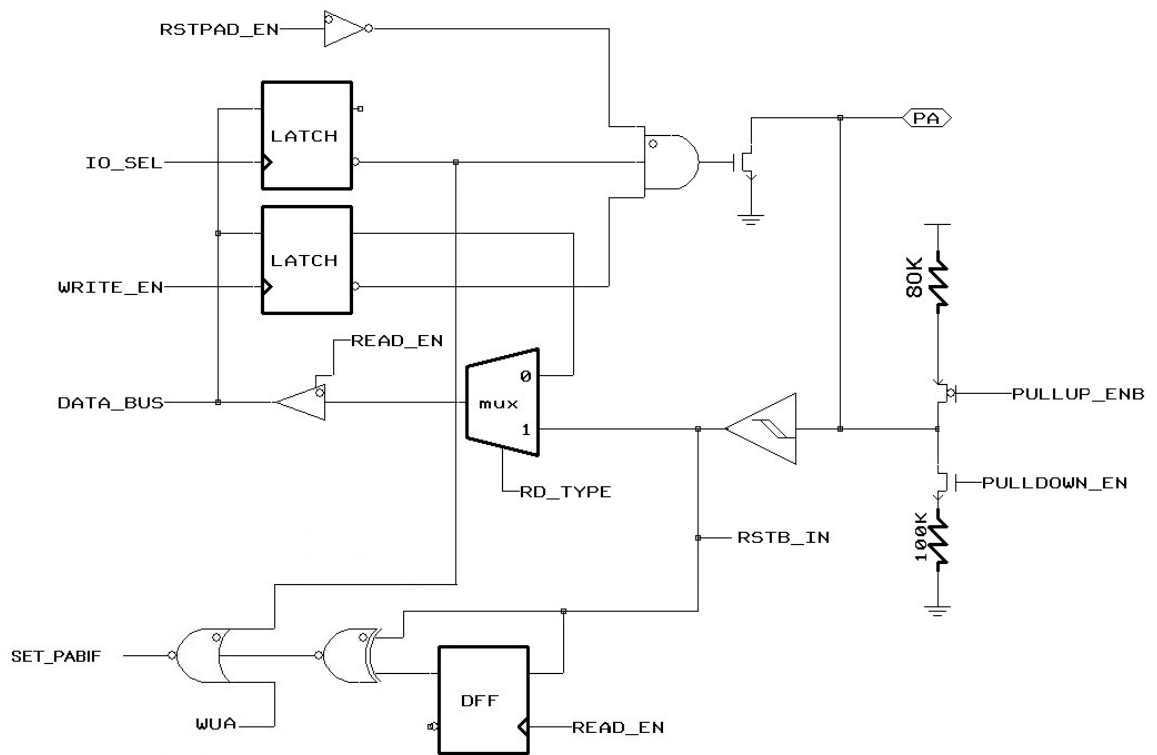 RSTPAD_EN
PA
LATCH
IO_SEL
LATCH
WRITE_EN
80K
READ_EN
0
DATA_BUS
mux
PULLUP_ENB
1
PULLDOWN_EN
RD_TYPE
100K
RSTB_IN
SET_PABIF
DFF
WUA
READ_EN